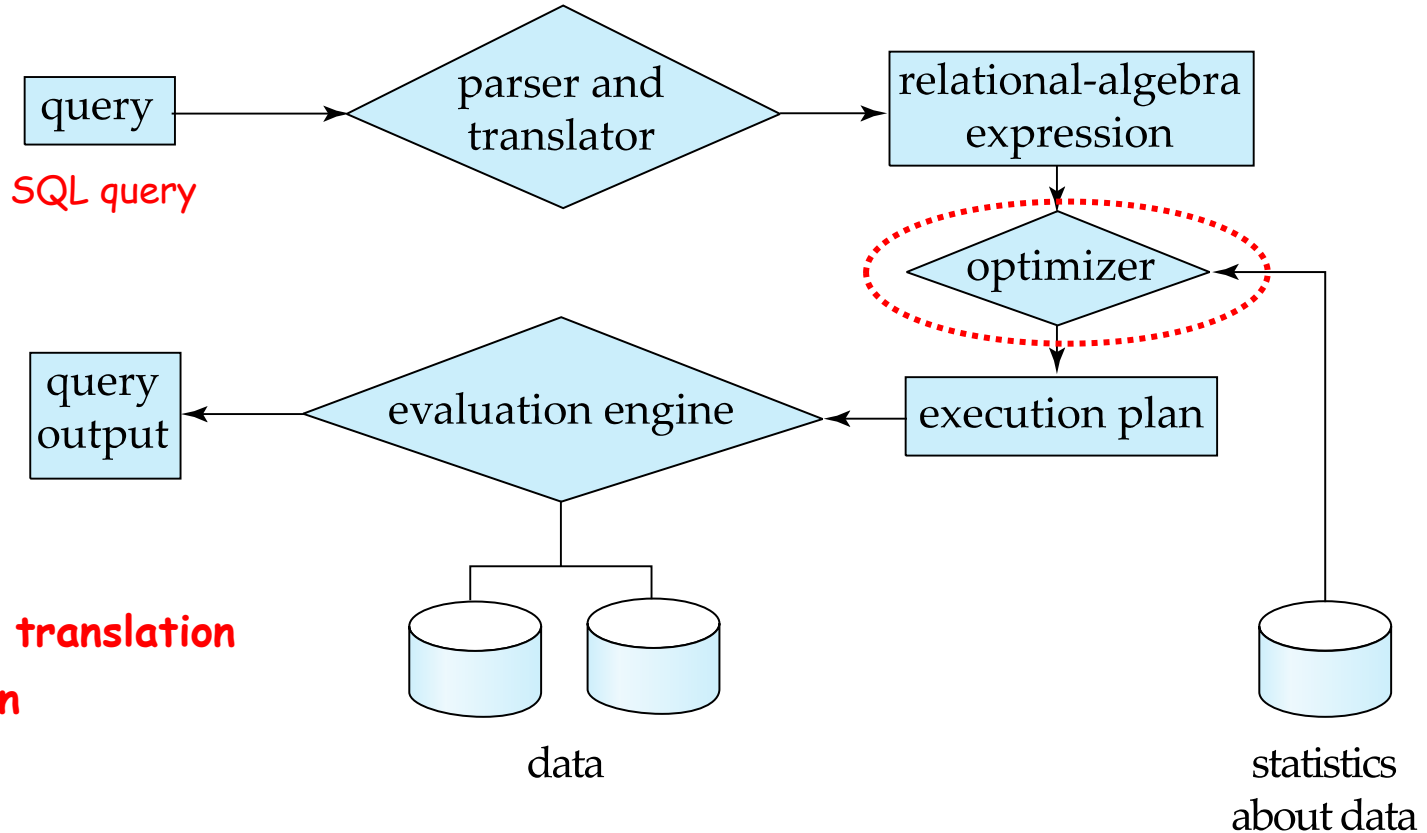 query
SQL query
parser and
translator
relational-algebra
expression
optimizer
execution plan
evaluation engine
query
output
translation
n
data
statistics
about data